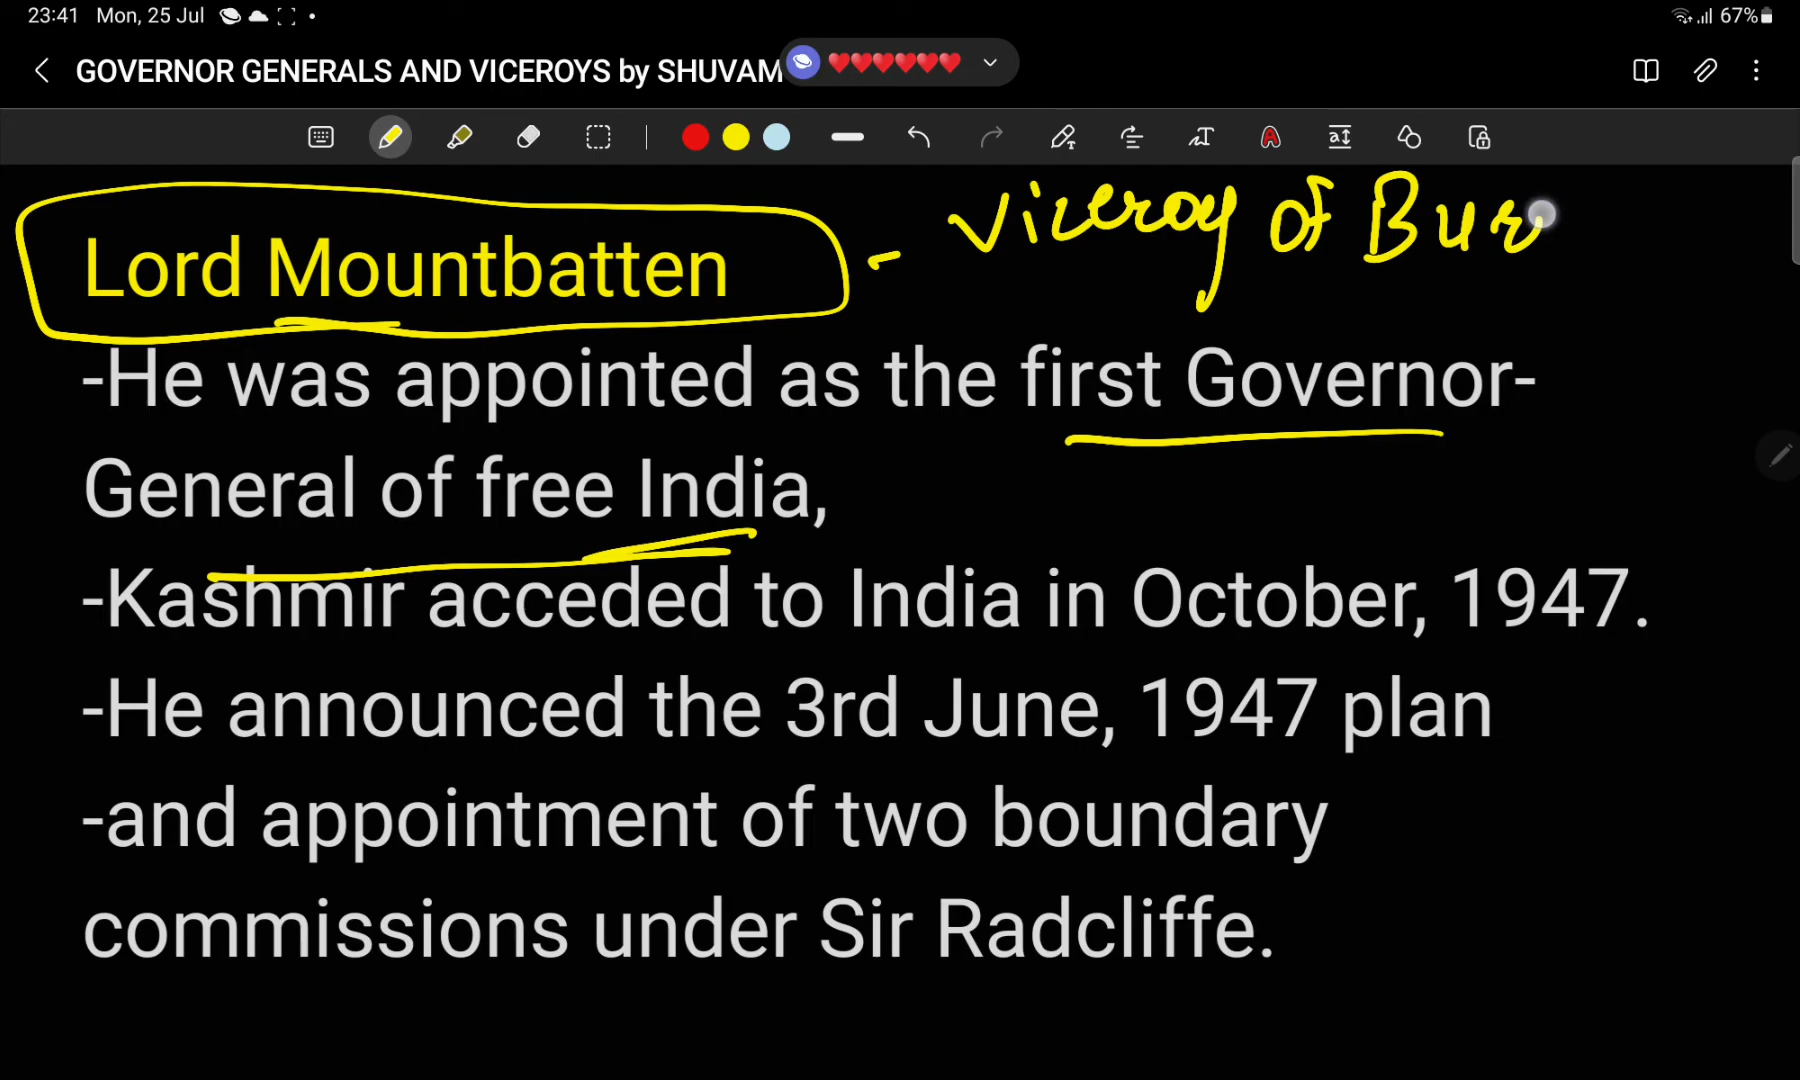 23:41 Mon, 25 Jul 67%
GOVERNOR GENERALS AND VICEROYS by SHUVAM
Lord Mountbatten - Viceroy of Bur
-He was appointed as the first Governor-
General of free India,
-Kashmir acceded to India in October, 1947.
-He announced the 3rd June, 1947 plan
-and appointment of two boundary
commissions under Sir Radcliffe.